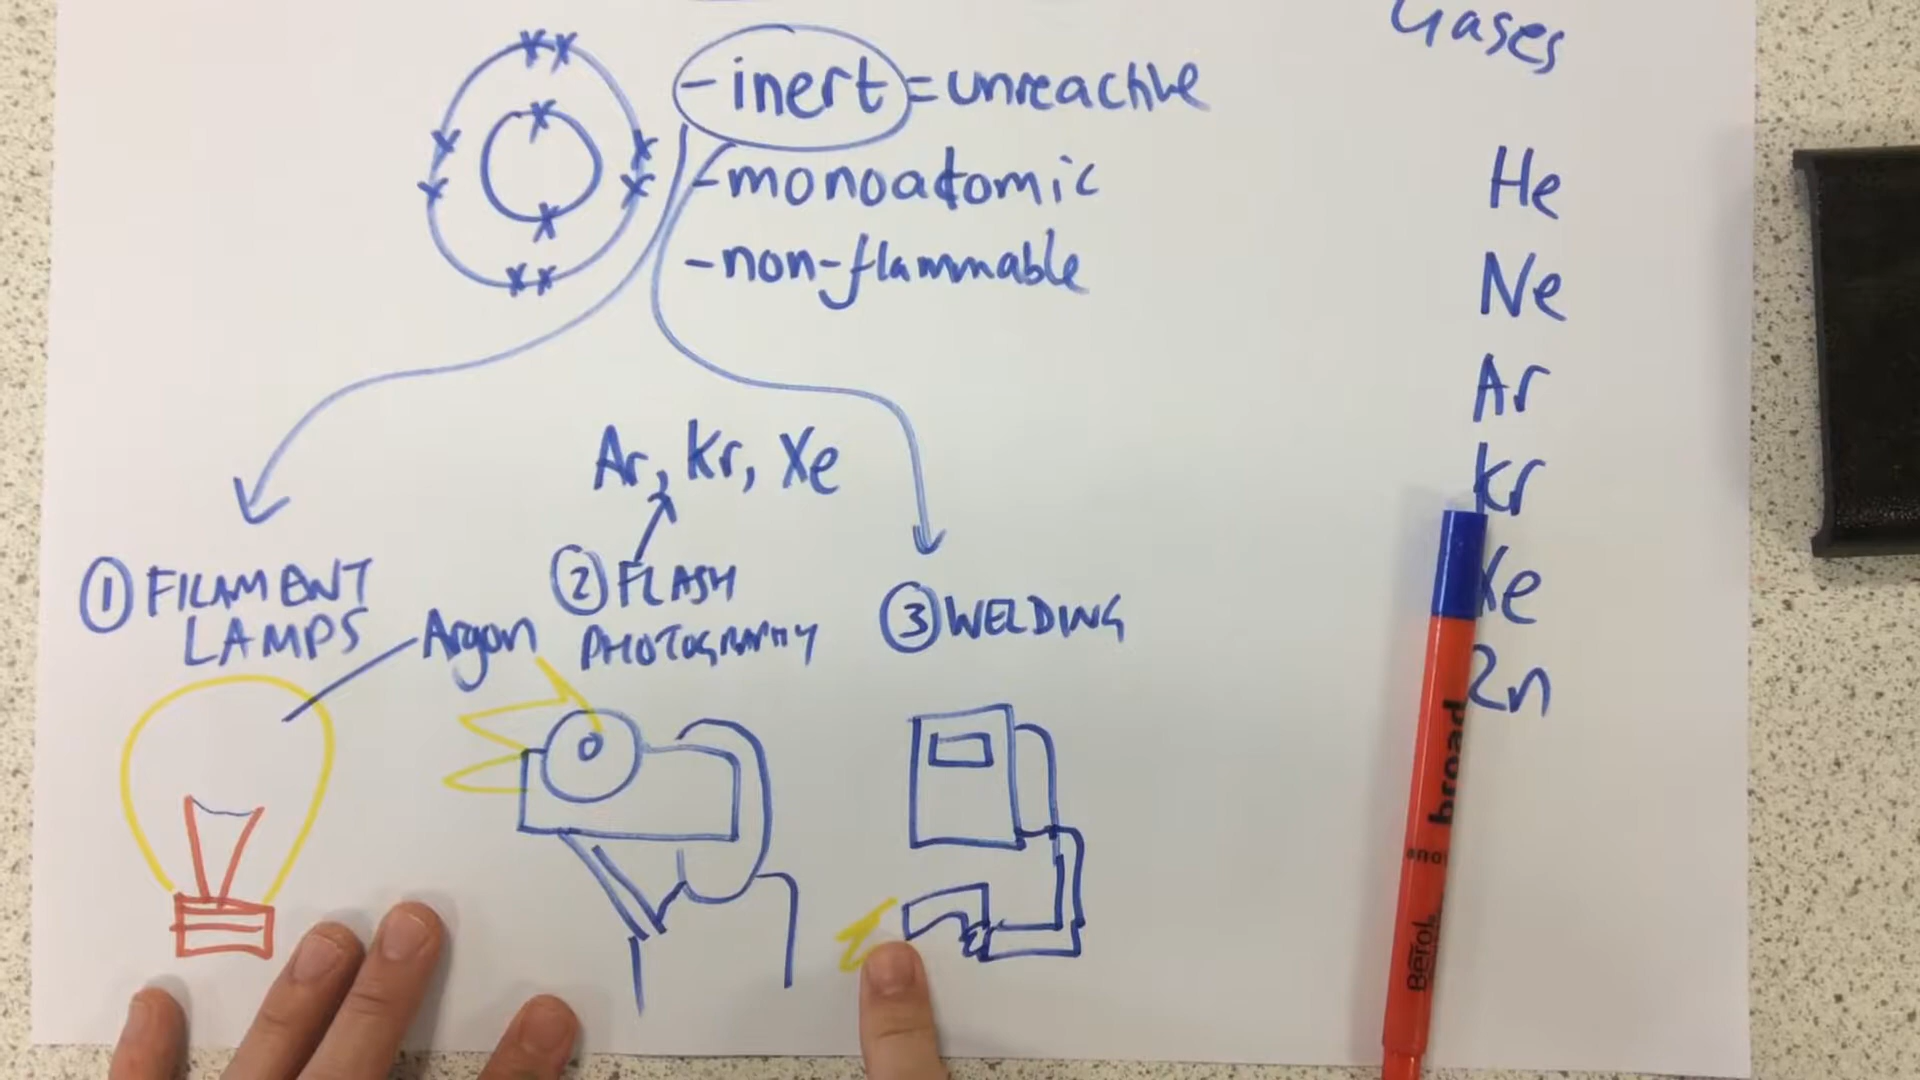 Gases
-inert = unreactive
-monoatomic
-non-flammable
He
Ne
Ar
Kr
Xe
Zn
Ar, Kr, Xe
① FILAMENT
LAMPS
Argon
② FLASH
PHOTOGRAPHY
③ WELDING
broad
Berol